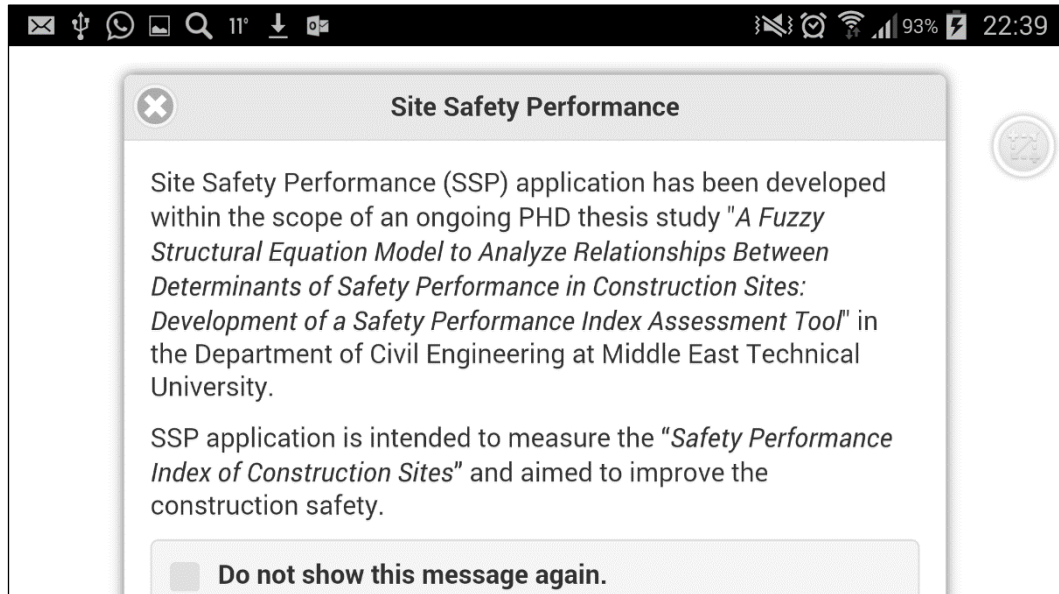 11° 93% 22:39
Site Safety Performance
Site Safety Performance (SSP) application has been developed
within the scope of an ongoing PHD thesis study "A Fuzzy
Structural Equation Model to Analyze Relationships Between
Determinants of Safety Performance in Construction Sites:
Development of a Safety Performance Index Assessment Tool" in
the Department of Civil Engineering at Middle East Technical
University.
SSP application is intended to measure the “Safety Performance
Index of Construction Sites” and aimed to improve the
construction safety.
Do not show this message again.